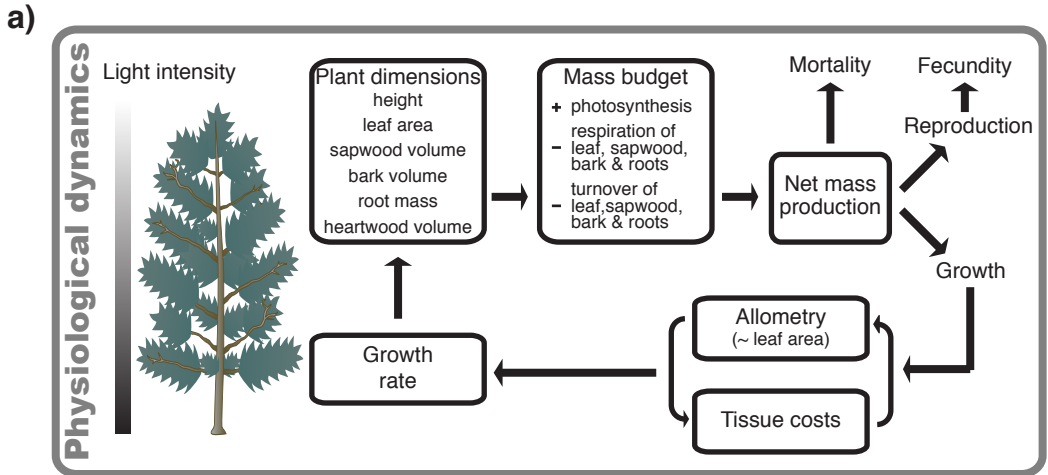 a)
Physiological dynamics
Light intensity
Plant dimensions
height
leaf area
sapwood volume
bark volume
root mass
heartwood volume
Mass budget
+ photosynthesis
respiration of
– leaf, sapwood,
bark & roots
turnover of
– leaf,sapwood,
bark & roots
Net mass
production
Mortality
Fecundity
Reproduction
Growth
Allometry
(~ leaf area)
Tissue costs
Growth
rate